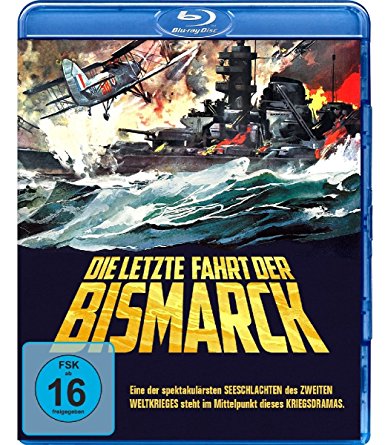 Blu-ray Disc
DIE LETZTE FAHRT DER
BISMARCK
FSK
ab
16
freigegeben
Eine der spektakulärsten SEESCHLACHTEN des ZWEITEN
WELTKRIEGES steht im Mittelpunkt dieses KRIEGSDRAMAS.